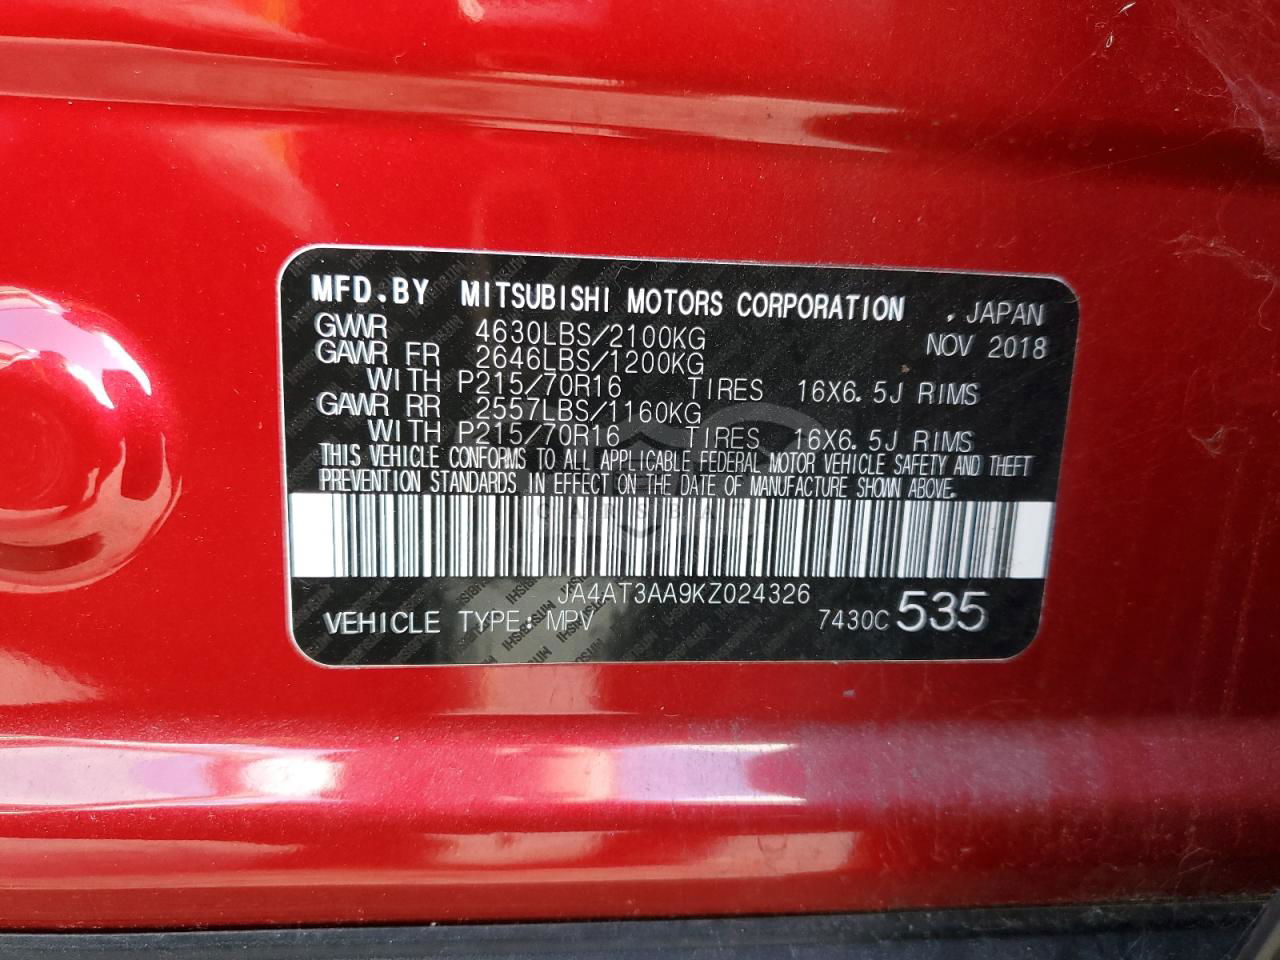 MFD.BY MITSUBISHI MOTORS CORPORATION , JAPAN
GVWR 4630LBS/2100KG NOV 2018
GAWR FR 2646LBS/1200KG
WITH P215/70R16 TIRES 16X6.5J RIMS
GAWR RR 2557LBS/1160KG
WITH P215/70R16 TIRES 16X6.5J RIMS
THIS VEHICLE CONFORMS TO ALL APPLICABLE FEDERAL MOTOR VEHICLE SAFETY AND THEFT
PREVENTION STANDARDS IN EFFECT ON THE DATE OF MANUFACTURE SHOWN ABOVE.
JA4AT3AA9KZ024326
VEHICLE TYPE: MPV 7430C 535